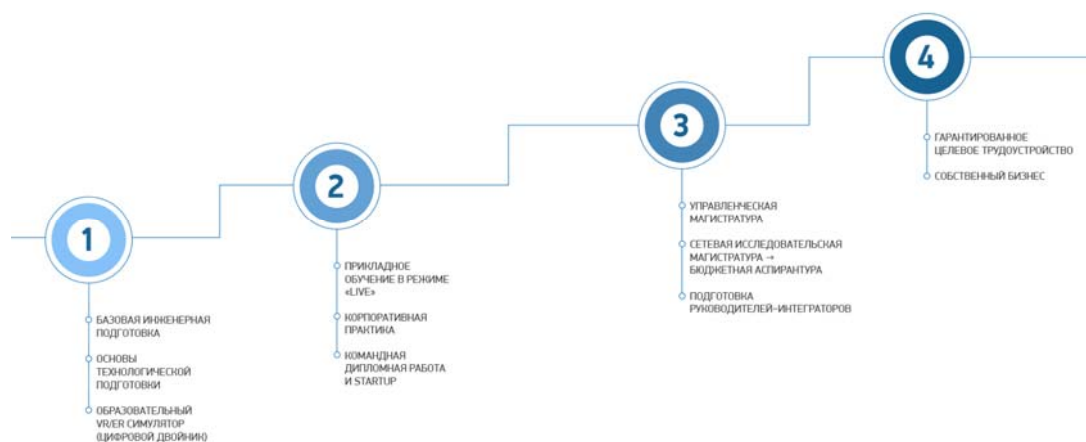 1
БАЗОВАЯ ИНЖЕНЕРНАЯ
ПОДГОТОВКА
ОСНОВЫ
ТЕХНОЛОГИЧЕСКОЙ
ПОДГОТОВКИ
ОБРАЗОВАТЕЛЬНЫЙ
VR/ER СИМУЛЯТОР
(ЦИФРОВОЙ ДВОЙНИК)
2
ПРИКЛАДНОЕ
ОБУЧЕНИЕ В РЕЖИМЕ
«LIVE»
КОРПОРАТИВНАЯ
ПРАКТИКА
КОМАНДНАЯ
ДИПЛОМНАЯ РАБОТА
И STARTUP
3
УПРАВЛЕНЧЕСКАЯ
МАГИСТРАТУРА
СЕТЕВАЯ ИССЛЕДОВАТЕЛЬСКАЯ
МАГИСТРАТУРА →
БЮДЖЕТНАЯ АСПИРАНТУРА
ПОДГОТОВКА
РУКОВОДИТЕЛЕЙ-ИНТЕГРАТОРОВ
4
ГАРАНТИРОВАННОЕ
ЦЕЛЕВОЕ ТРУДОУСТРОЙСТВО
СОБСТВЕННЫЙ БИЗНЕС